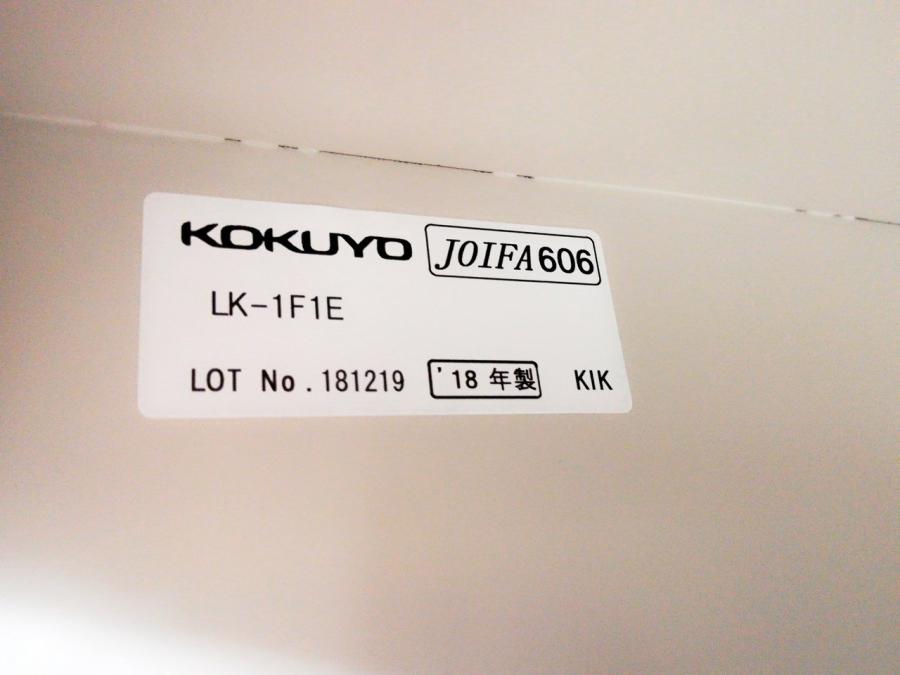 KOKUYO JOIFA606
LK-1F1E
LOT No.181219 '18年製 KIK